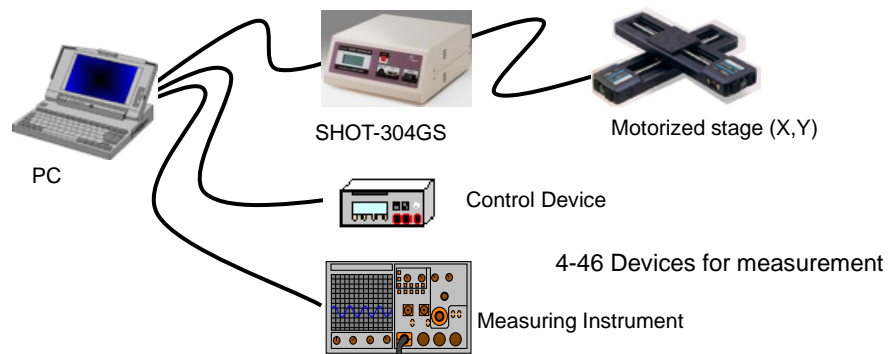 SHOT-304GS
Motorized stage (X,Y)
PC
Control Device
4-46 Devices for measurement
Measuring Instrument